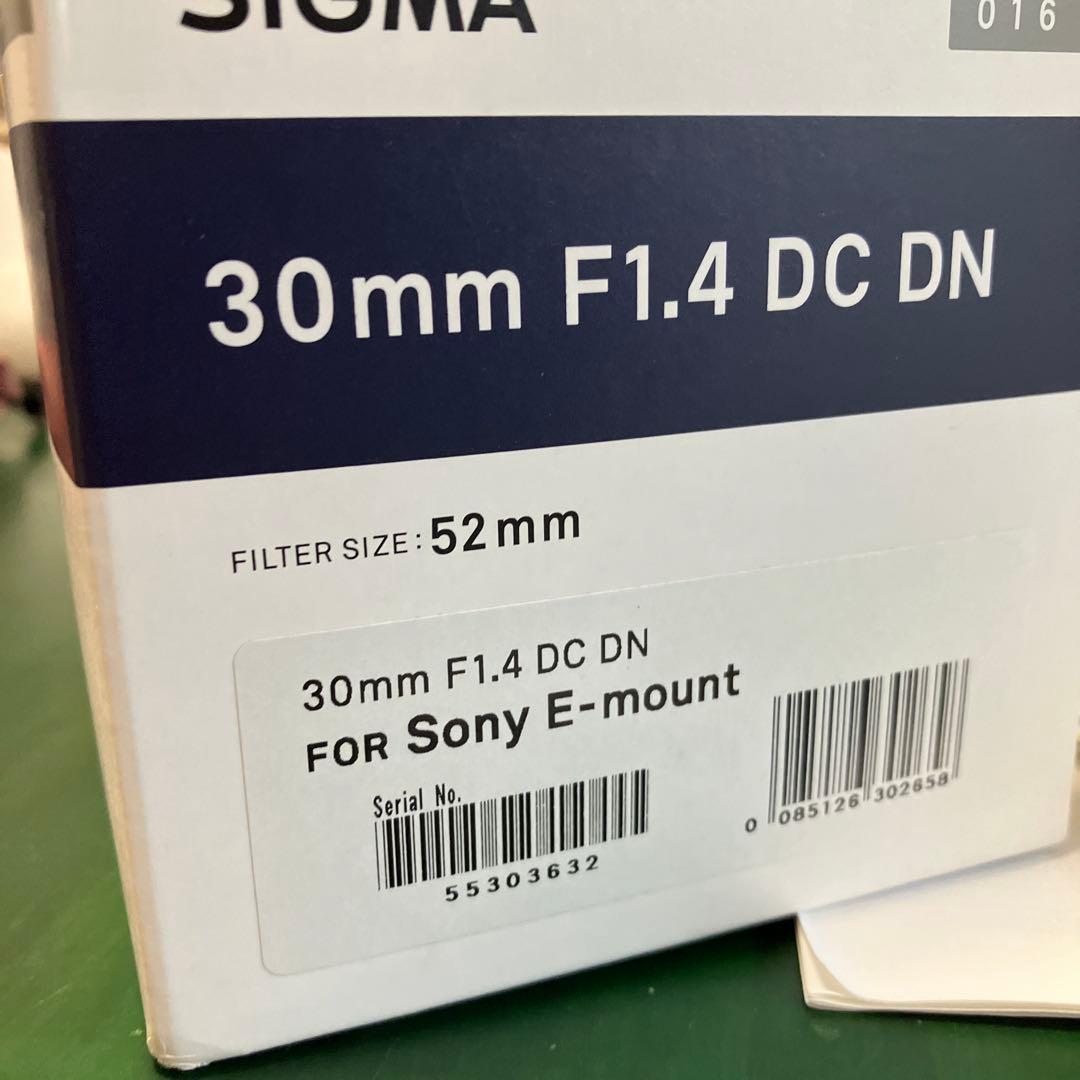 SIGMA
016
30mm F1.4 DC DN
FILTER SIZE: 52mm
30mm F1.4 DC DN
FOR Sony E-mount
Serial No.
55303632
0 085126 302658